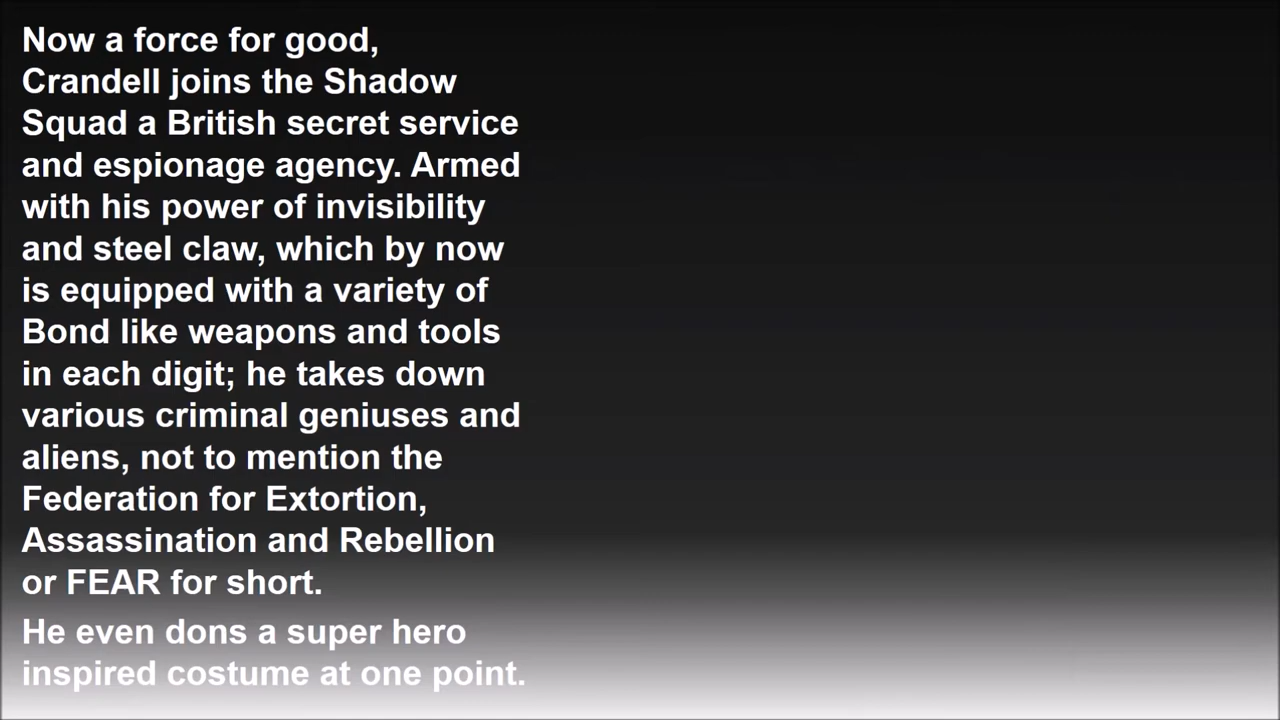 Now a force for good,
Crandell joins the Shadow
Squad a British secret service
and espionage agency. Armed
with his power of invisibility
and steel claw, which by now
is equipped with a variety of
Bond like weapons and tools
in each digit; he takes down
various criminal geniuses and
aliens, not to mention the
Federation for Extortion,
Assassination and Rebellion
or FEAR for short.
He even dons a super hero
inspired costume at one point.